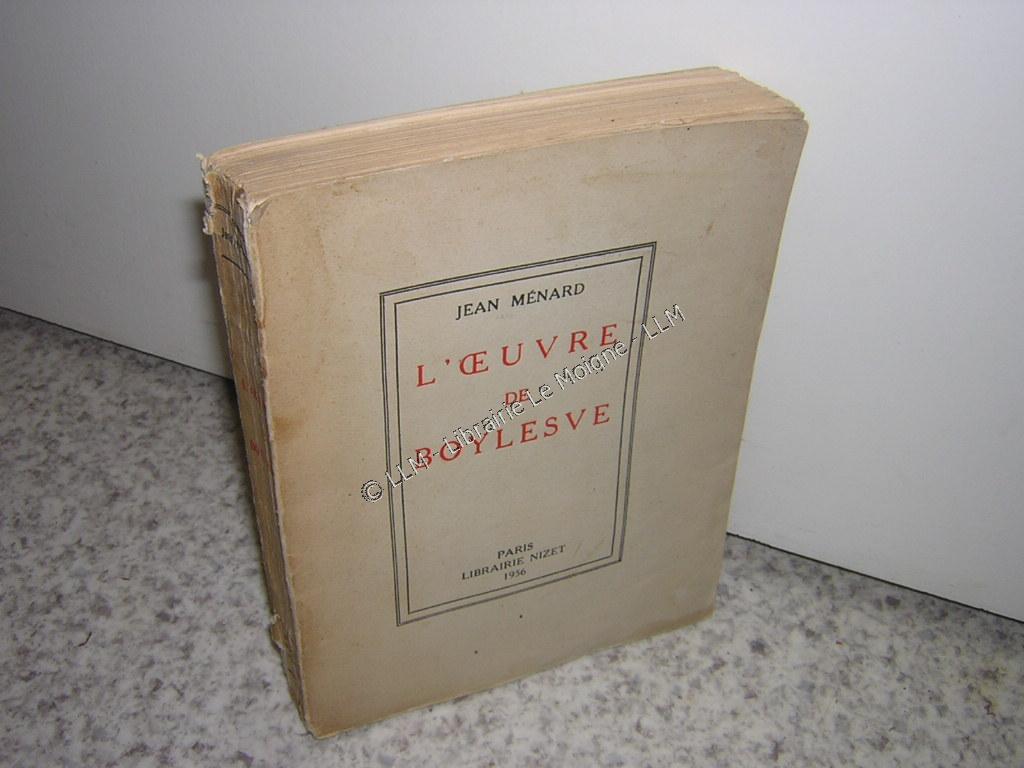 JEAN MÉNARD
L'ŒUVRE
DE
BOYLESVE
PARIS
LIBRAIRIE NIZET
1956
© LLM - Librairie Le Moigne - LLM